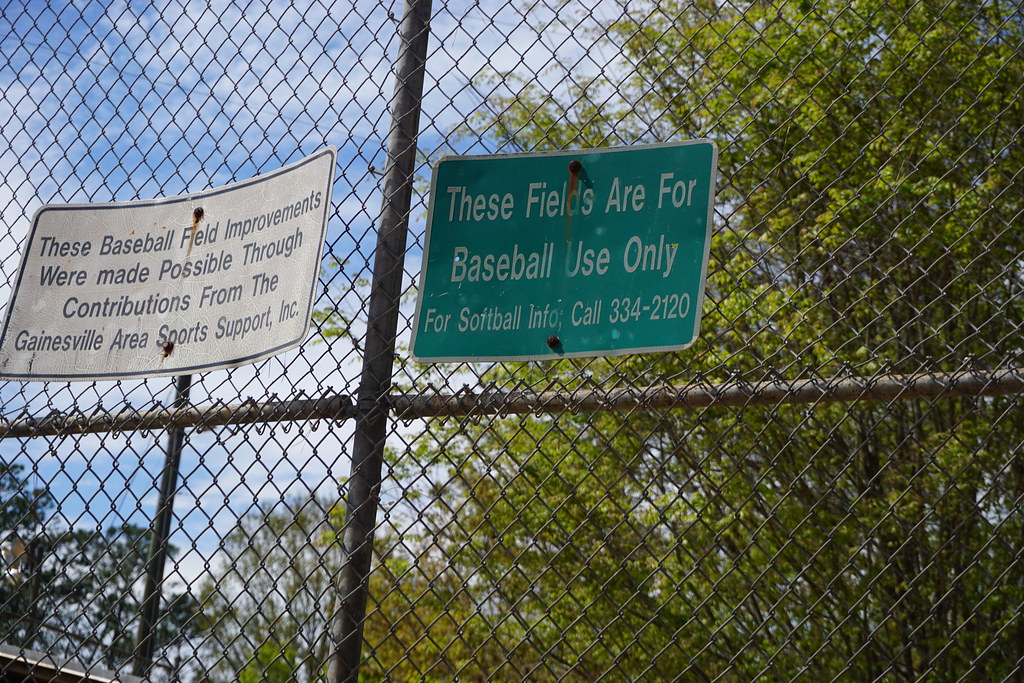 These Baseball Field Improvements
Were made Possible Through
Contributions From The
Gainesville Area Sports Support, Inc.
These Fields Are For
Baseball Use Only
For Softball Info; Call 334-2120